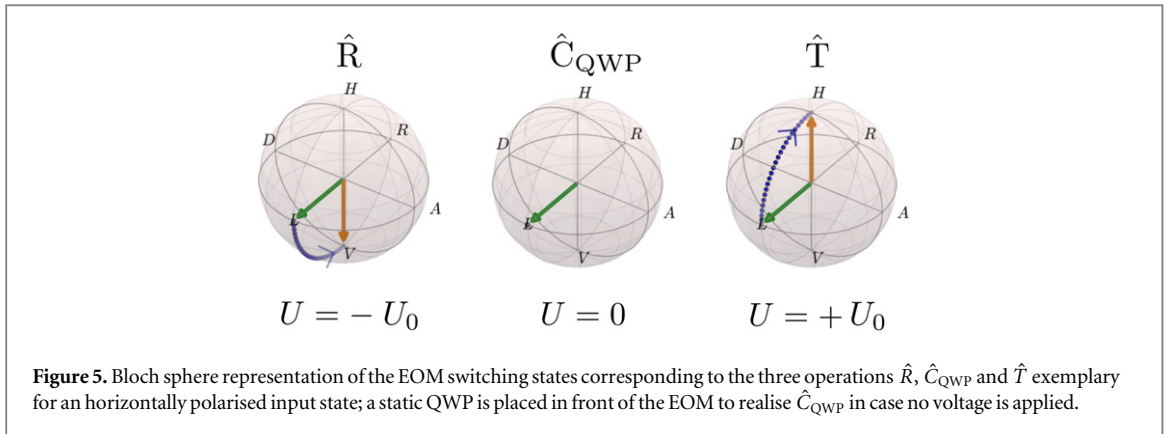 R̂ Ĉ_QWP T̂
H H H
D R D R D R
L A L A L A
V V V
U = − U₀ U = 0 U = + U₀
Figure 5. Bloch sphere representation of the EOM switching states corresponding to the three operations R̂, Ĉ_QWP and T̂ exemplary
for an horizontally polarised input state; a static QWP is placed in front of the EOM to realise Ĉ_QWP in case no voltage is applied.